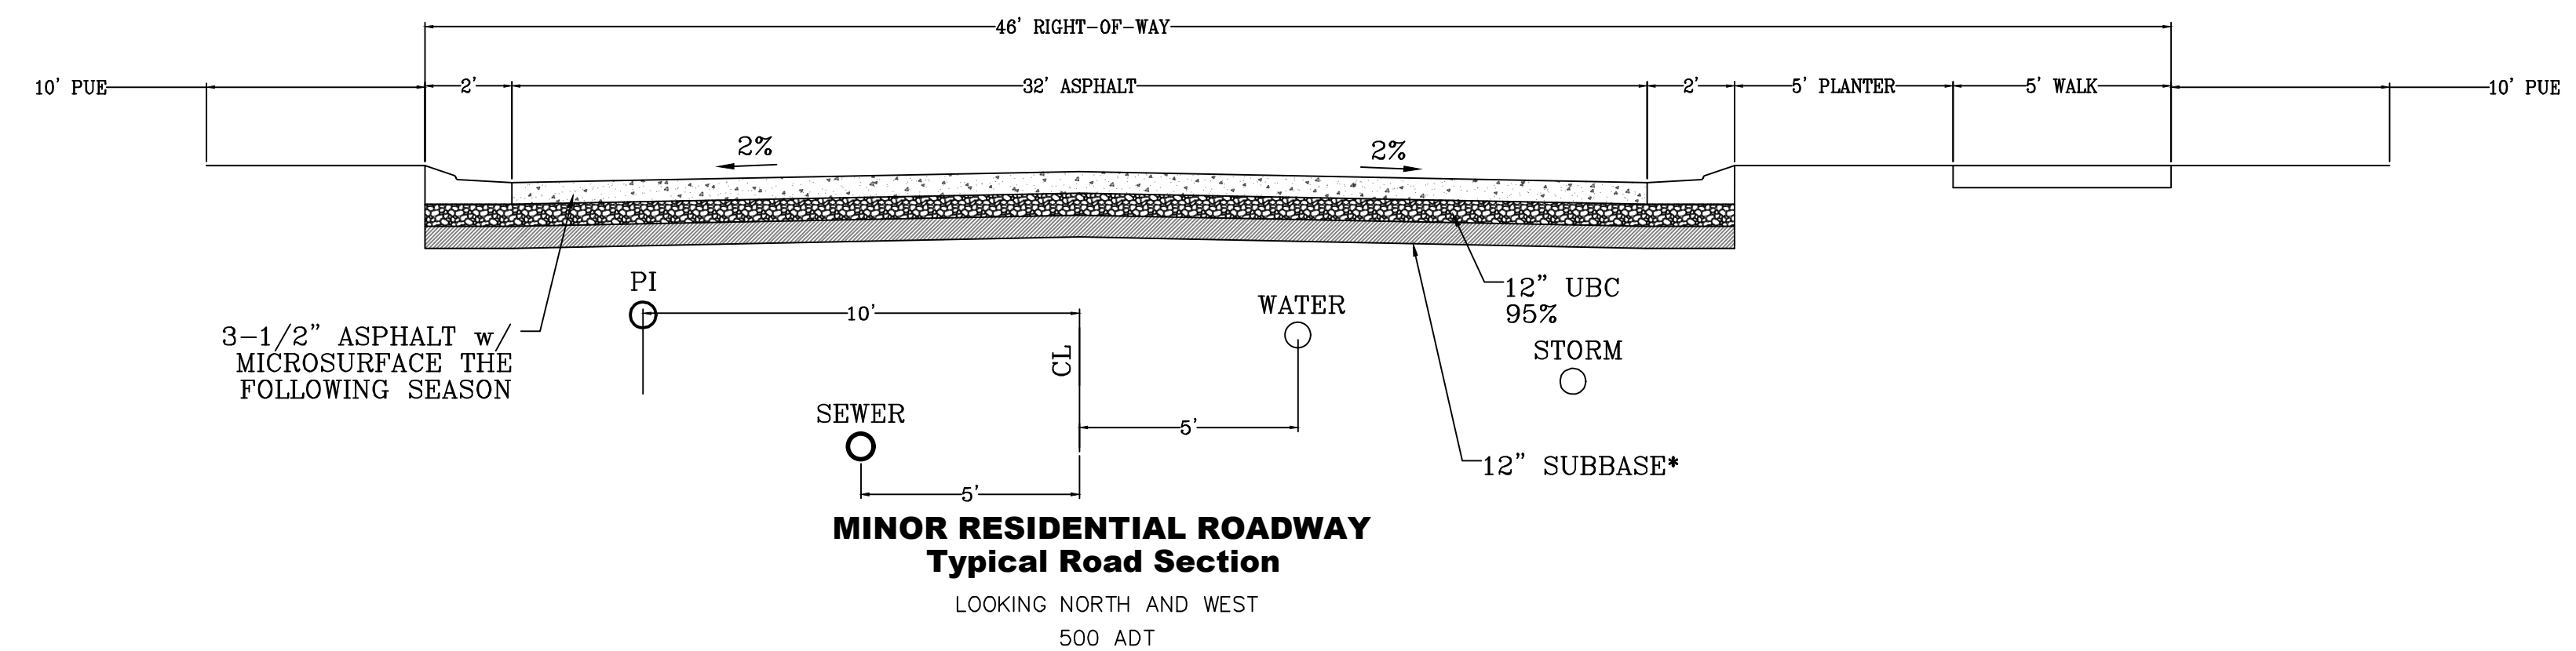 46' RIGHT-OF-WAY
10' PUE
2'
32' ASPHALT
2'
5' PLANTER
5' WALK
10' PUE
2%
2%
PI
10'
WATER
12" UBC
95%
3-1/2" ASPHALT w/
MICROSURFACE THE
FOLLOWING SEASON
CL
STORM
SEWER
5'
12" SUBBASE*
5'
MINOR RESIDENTIAL ROADWAY
Typical Road Section
LOOKING NORTH AND WEST
500 ADT